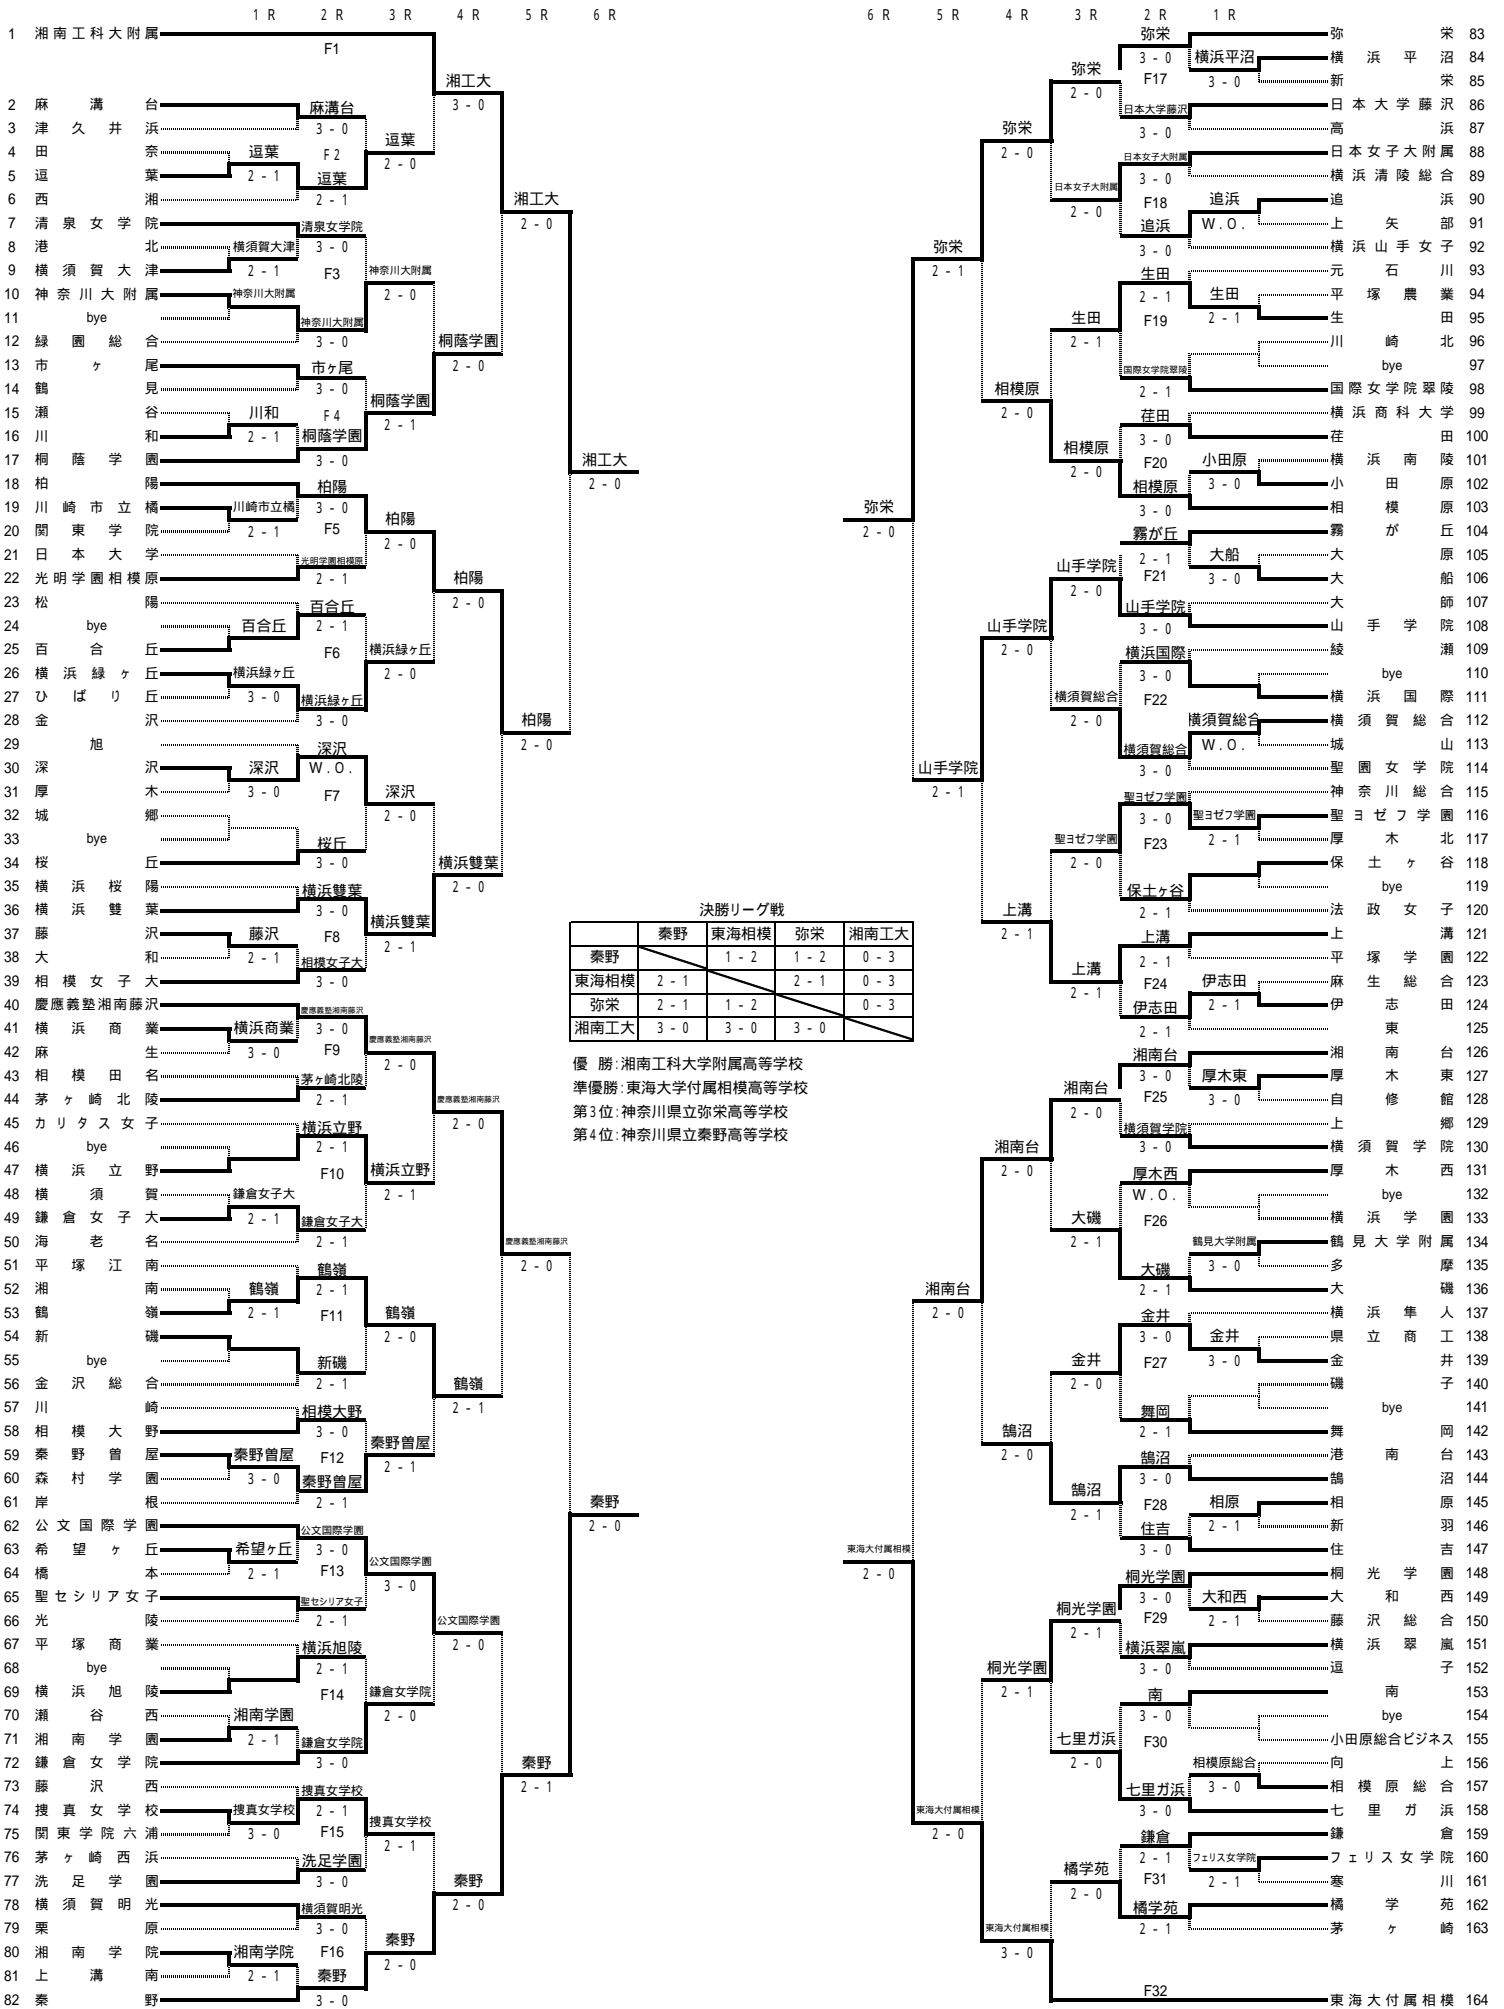 1 R 2 R 3 R 4 R 5 R 6 R
1 湘南工科大附属
F1
湘工大
3 - 0
2 麻溝台
麻溝台
3 - 0
3 津久井浜
逗葉
2 - 0
4 田奈
逗葉
2 - 1
F 2
5 逗葉
逗葉
2 - 1
6 西湘
湘工大
2 - 0
7 清泉女学院
清泉女学院
3 - 0
8 港北
横須賀大津
2 - 1
9 横須賀大津
F3
神奈川大附属
2 - 0
10 神奈川大附属
神奈川大附属
11 bye
神奈川大附属
3 - 0
12 緑園総合
桐蔭学園
2 - 0
13 市ヶ尾
市ヶ尾
3 - 0
14 鶴見
桐蔭学園
2 - 1
15 瀬谷
川和
2 - 1
F 4
16 川和
桐蔭学園
3 - 0
17 桐蔭学園
湘工大
2 - 0
18 柏陽
柏陽
3 - 0
19 川崎市立橘
川崎市立橘
2 - 1
20 関東学院
F5
柏陽
2 - 0
21 日本大学
光明学園相模原
2 - 1
22 光明学園相模原
柏陽
2 - 0
23 松陽
百合丘
2 - 1
24 bye
百合丘
25 百合丘
F6
横浜緑ヶ丘
2 - 0
26 横浜緑ヶ丘
横浜緑ヶ丘
3 - 0
27 ひばり丘
横浜緑ヶ丘
3 - 0
28 金沢
柏陽
2 - 0
29 旭
深沢
W.O.
30 深沢
深沢
3 - 0
31 厚木
F7
深沢
2 - 0
32 城郷
33 bye
桜丘
3 - 0
34 桜丘
横浜雙葉
2 - 0
35 横浜桜陽
横浜雙葉
3 - 0
36 横浜雙葉
横浜雙葉
2 - 1
37 藤沢
藤沢
2 - 1
F8
38 大和
相模女子大
3 - 0
39 相模女子大
40 慶應義塾湘南藤沢
慶應義塾湘南藤沢
3 - 0
41 横浜商業
横浜商業
3 - 0
42 麻生
F9
慶應義塾湘南藤沢
2 - 0
43 相模田名
茅ヶ崎北陵
2 - 1
44 茅ヶ崎北陵
慶應義塾湘南藤沢
2 - 0
45 カリタス女子
横浜立野
2 - 1
46 bye
47 横浜立野
F10
横浜立野
2 - 1
48 横須賀
鎌倉女子大
2 - 1
49 鎌倉女子大
鎌倉女子大
2 - 1
50 海老名
慶應義塾湘南藤沢
2 - 0
51 平塚江南
鶴嶺
2 - 1
52 湘南
鶴嶺
2 - 1
53 鶴嶺
F11
鶴嶺
2 - 0
54 新磯
55 bye
新磯
2 - 1
56 金沢総合
鶴嶺
2 - 1
57 川崎
相模大野
3 - 0
58 相模大野
秦野曽屋
2 - 1
59 秦野曽屋
秦野曽屋
3 - 0
F12
60 森村学園
秦野曽屋
2 - 1
61 岸根
秦野
2 - 0
62 公文国際学園
公文国際学園
3 - 0
63 希望ヶ丘
希望ヶ丘
2 - 1
64 橋本
F13
公文国際学園
3 - 0
65 聖セシリア女子
聖セシリア女子
2 - 1
66 光陵
公文国際学園
2 - 0
67 平塚商業
横浜旭陵
2 - 1
68 bye
69 横浜旭陵
F14
鎌倉女学院
2 - 0
70 瀬谷西
湘南学園
2 - 1
71 湘南学園
鎌倉女学院
3 - 0
72 鎌倉女学院
秦野
2 - 1
73 藤沢西
捜真女学校
2 - 1
74 捜真女学校
捜真女学校
3 - 0
75 関東学院六浦
F15
捜真女学校
2 - 1
76 茅ヶ崎西浜
洗足学園
3 - 0
77 洗足学園
秦野
2 - 0
78 横須賀明光
横須賀明光
3 - 0
79 栗原
秦野
2 - 0
80 湘南学院
湘南学院
2 - 1
F16
81 上溝南
秦野
3 - 0
82 秦野
決勝リーグ戦
秦野 東海相模 弥栄 湘南工大
秦野 1 - 2 1 - 2 0 - 3
東海相模 2 - 1 2 - 1 0 - 3
弥栄 2 - 1 1 - 2 0 - 3
湘南工大 3 - 0 3 - 0 3 - 0
優 勝:湘南工科大学附属高等学校
準優勝:東海大学付属相模高等学校
第3位:神奈川県立弥栄高等学校
第4位:神奈川県立秦野高等学校
6 R 5 R 4 R 3 R 2 R 1 R
弥栄
3 - 0
弥栄 83
横浜平沼
3 - 0
横浜平沼 84
弥栄
2 - 0
F17
新栄 85
日本大学藤沢
3 - 0
日本大学藤沢 86
高浜 87
弥栄
2 - 0
日本女子大附属
3 - 0
日本女子大附属 88
横浜清陵総合 89
日本女子大附属
2 - 0
F18
追浜
W.O.
追浜 90
上矢部 91
追浜
3 - 0
横浜山手女子 92
弥栄
2 - 1
生田
2 - 1
元石川 93
生田
2 - 1
平塚農業 94
生田
2 - 1
F19
生田 95
川崎北 96
bye 97
国際女学院翠陵
2 - 1
国際女学院翠陵 98
相模原
2 - 0
横浜商科大学 99
荏田
3 - 0
荏田 100
相模原
2 - 0
F20
小田原
3 - 0
横浜南陵 101
小田原 102
相模原
3 - 0
相模原 103
弥栄
2 - 0
霧が丘
2 - 1
霧が丘 104
大船
3 - 0
大原 105
山手学院
2 - 0
F21
大船 106
山手学院
3 - 0
大師 107
山手学院 108
山手学院
2 - 0
横浜国際
3 - 0
綾瀬 109
bye 110
横須賀総合
2 - 0
F22
横浜国際 111
横須賀総合
W.O.
横須賀総合 112
城山 113
横須賀総合
3 - 0
聖園女学院 114
山手学院
2 - 1
聖ヨゼフ学園
3 - 0
神奈川総合 115
聖ヨゼフ学園
2 - 1
聖ヨゼフ学園 116
聖ヨゼフ学園
2 - 0
F23
厚木北 117
保土ヶ谷 118
bye 119
保土ヶ谷
2 - 1
法政女子 120
上溝
2 - 1
上溝
2 - 1
上溝 121
平塚学園 122
上溝
2 - 1
F24
伊志田
2 - 1
麻生総合 123
伊志田 124
伊志田
2 - 1
東 125
湘南台
3 - 0
湘南台 126
厚木東
3 - 0
厚木東 127
湘南台
2 - 0
F25
自修館 128
横須賀学院
3 - 0
上郷 129
横須賀学院 130
湘南台
2 - 0
厚木西
W.O.
厚木西 131
bye 132
大磯
2 - 1
F26
横浜学園 133
鶴見大学附属
3 - 0
鶴見大学附属 134
多摩 135
大磯
2 - 1
大磯 136
湘南台
2 - 0
金井
3 - 0
横浜隼人 137
金井
3 - 0
県立商工 138
金井
2 - 0
F27
金井 139
磯子 140
bye 141
舞岡
2 - 1
舞岡 142
鵠沼
2 - 0
鵠沼
3 - 0
港南台 143
鵠沼 144
鵠沼
2 - 1
F28
相原
2 - 1
相原 145
新羽 146
住吉
3 - 0
住吉 147
東海大付属相模
2 - 0
桐光学園
3 - 0
桐光学園 148
大和西
2 - 1
大和西 149
桐光学園
2 - 1
F29
藤沢総合 150
横浜翠嵐
3 - 0
横浜翠嵐 151
逗子 152
桐光学園
2 - 1
南
3 - 0
南 153
bye 154
七里ガ浜
2 - 0
F30
小田原総合ビジネス 155
相模原総合
3 - 0
向上 156
相模原総合 157
七里ガ浜
3 - 0
七里ガ浜 158
東海大付属相模
2 - 0
鎌倉
2 - 1
鎌倉 159
フェリス女学院
2 - 1
フェリス女学院 160
橘学苑
2 - 0
F31
寒川 161
橘学苑
2 - 1
橘学苑 162
茅ヶ崎 163
東海大付属相模
3 - 0
F32
東海大付属相模 164